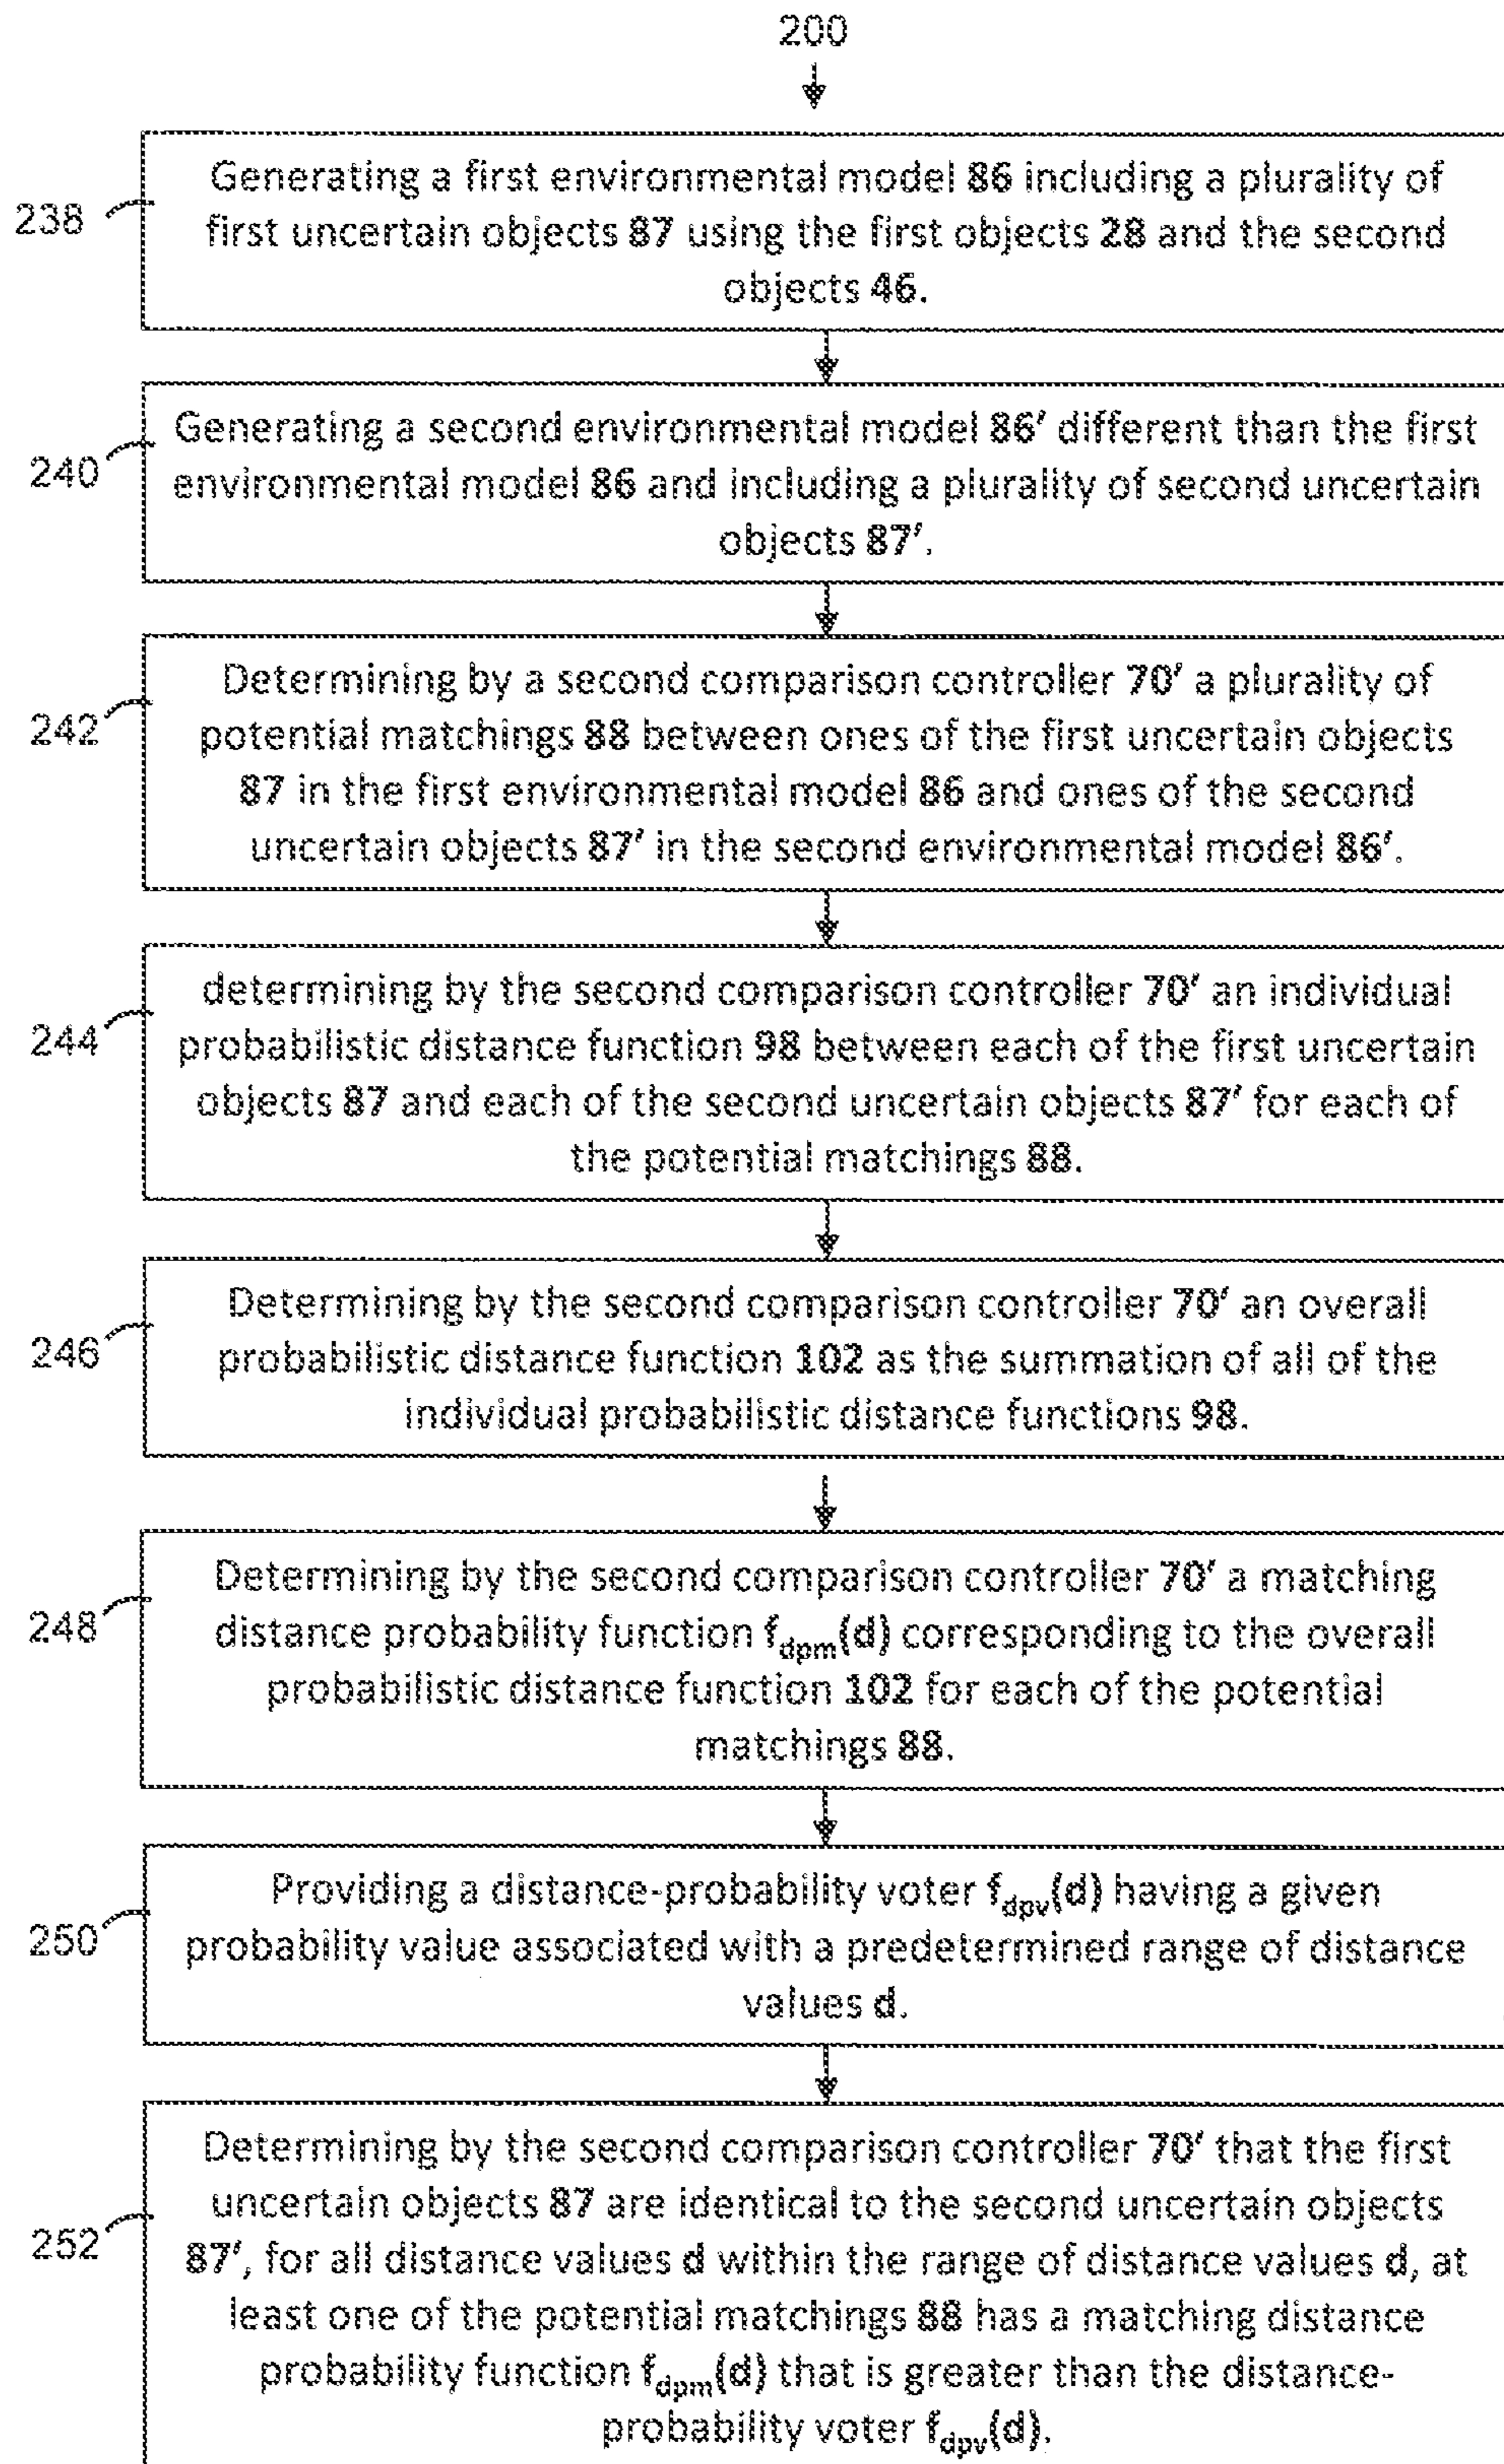 200
238
Generating a first environmental model 86 including a plurality of
first uncertain objects 87 using the first objects 28 and the second
objects 46.
240
Generating a second environmental model 86' different than the first
environmental model 86 and including a plurality of second uncertain
objects 87'.
242
Determining by a second comparison controller 70' a plurality of
potential matchings 88 between ones of the first uncertain objects
87 in the first environmental model 86 and ones of the second
uncertain objects 87' in the second environmental model 86'.
244
determining by the second comparison controller 70' an individual
probabilistic distance function 98 between each of the first uncertain
objects 87 and each of the second uncertain objects 87' for each of
the potential matchings 88.
246
Determining by the second comparison controller 70' an overall
probabilistic distance function 102 as the summation of all of the
individual probabilistic distance functions 98.
248
Determining by the second comparison controller 70' a matching
distance probability function fdpm(d) corresponding to the overall
probabilistic distance function 102 for each of the potential
matchings 88.
250
Providing a distance-probability voter fdpv(d) having a given
probability value associated with a predetermined range of distance
values d.
252
Determining by the second comparison controller 70' that the first
uncertain objects 87 are identical to the second uncertain objects
87', for all distance values d within the range of distance values d, at
least one of the potential matchings 88 has a matching distance
probability function fdpm(d) that is greater than the distance-
probability voter fdpv(d).